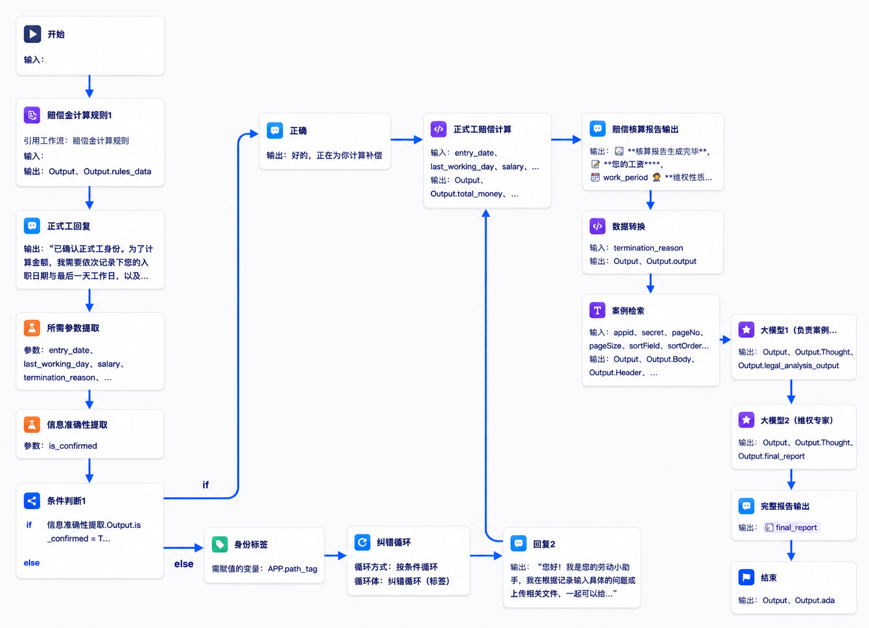 开始
输入：
赔偿金计算规则1
引用工作流：赔偿金计算规则
输入：
输出：Output、Output.rules_data
正式工回复
输出：“已确认正式工身份。为了计
算金额，我需要依次记录下您的入
职日期与最后一天工作日，以及...
所需参数提取
参数：entry_date、
last_working_day、salary、
termination_reason、...
信息准确性提取
参数：is_confirmed
条件判断1
if 信息准确性提取.Output.is
_confirmed = T...
else
if
else
正确
输出：好的，正在为你计算补偿
身份标签
需赋值的变量：APP.path_tag
纠错循环
循环方式：按条件循环
循环体：纠错循环（标签）
回复2
输出：“您好！我是您的劳动小助
手，我在根据记录输入具体的问题或
上传相关文件，一起可以给...”
正式工赔偿计算
输入：entry_date、
last_working_day、salary、...
输出：Output、
Output.total_money、...
赔偿核算报告输出
输出：**核算报告生成完毕**，
**您的工资****，
work_period **维权性质...
数据转换
输入：termination_reason
输出：Output、Output.output
案例检索
输入：appid、secret、pageNo、
pageSize、sortField、sortOrder...
输出：Output、Output.Body、
Output.Header、...
大模型1（负责案例...
输出：Output、Output.Thought、
Output.legal_analysis_output
大模型2（维权专家）
输出：Output、Output.Thought、
Output.final_report
完整报告输出
输出：final_report
结束
输出：Output、Output.ada